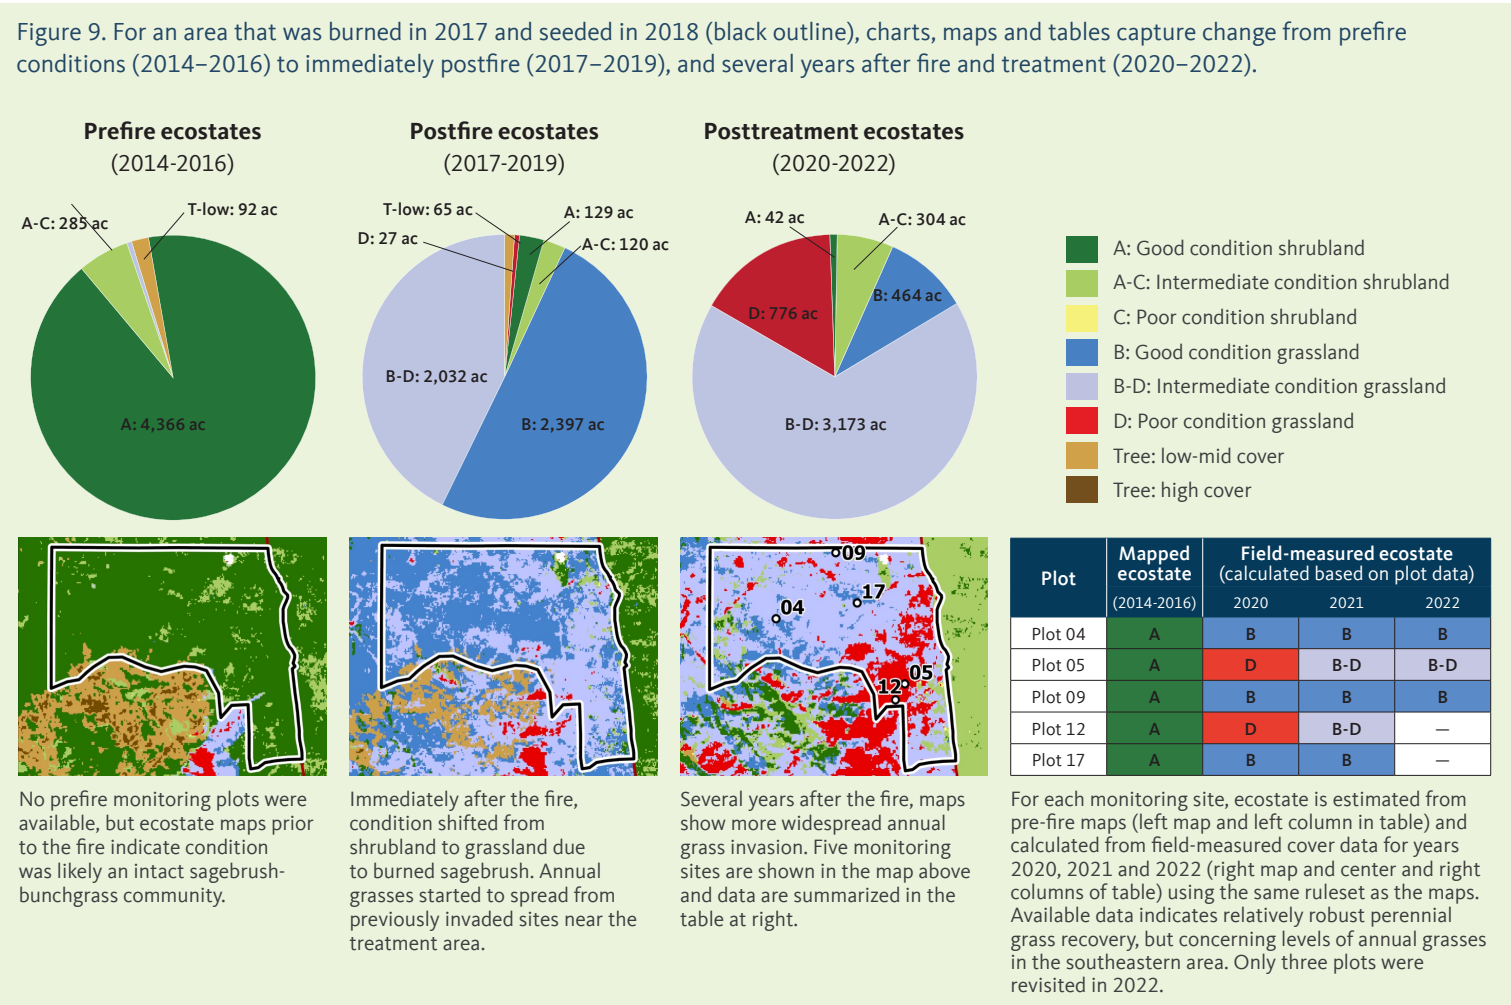 Figure 9. For an area that was burned in 2017 and seeded in 2018 (black outline), charts, maps and tables capture change from prefire
conditions (2014–2016) to immediately postfire (2017–2019), and several years after fire and treatment (2020–2022).
Prefire ecostates
(2014-2016)
A-C: 285 ac
T-low: 92 ac
A: 4,366 ac
Postfire ecostates
(2017-2019)
T-low: 65 ac
A: 129 ac
D: 27 ac
A-C: 120 ac
B-D: 2,032 ac
B: 2,397 ac
Posttreatment ecostates
(2020-2022)
A: 42 ac
A-C: 304 ac
B: 464 ac
D: 776 ac
B-D: 3,173 ac
A: Good condition shrubland
A-C: Intermediate condition shrubland
C: Poor condition shrubland
B: Good condition grassland
B-D: Intermediate condition grassland
D: Poor condition grassland
Tree: low-mid cover
Tree: high cover
09
17
04
05
12
Plot Mapped ecostate (2014-2016) Field-measured ecostate
(calculated based on plot data)
2020 2021 2022
Plot 04 A B B B
Plot 05 A D B-D B-D
Plot 09 A B B B
Plot 12 A D B-D —
Plot 17 A B B —
No prefire monitoring plots were
available, but ecostate maps prior
to the fire indicate condition
was likely an intact sagebrush-
bunchgrass community.
Immediately after the fire,
condition shifted from
shrubland to grassland due
to burned sagebrush. Annual
grasses started to spread from
previously invaded sites near the
treatment area.
Several years after the fire, maps
show more widespread annual
grass invasion. Five monitoring
sites are shown in the map above
and data are summarized in the
table at right.
For each monitoring site, ecostate is estimated from
pre-fire maps (left map and left column in table) and
calculated from field-measured cover data for years
2020, 2021 and 2022 (right map and center and right
columns of table) using the same ruleset as the maps.
Available data indicates relatively robust perennial
grass recovery, but concerning levels of annual grasses
in the southeastern area. Only three plots were
revisited in 2022.